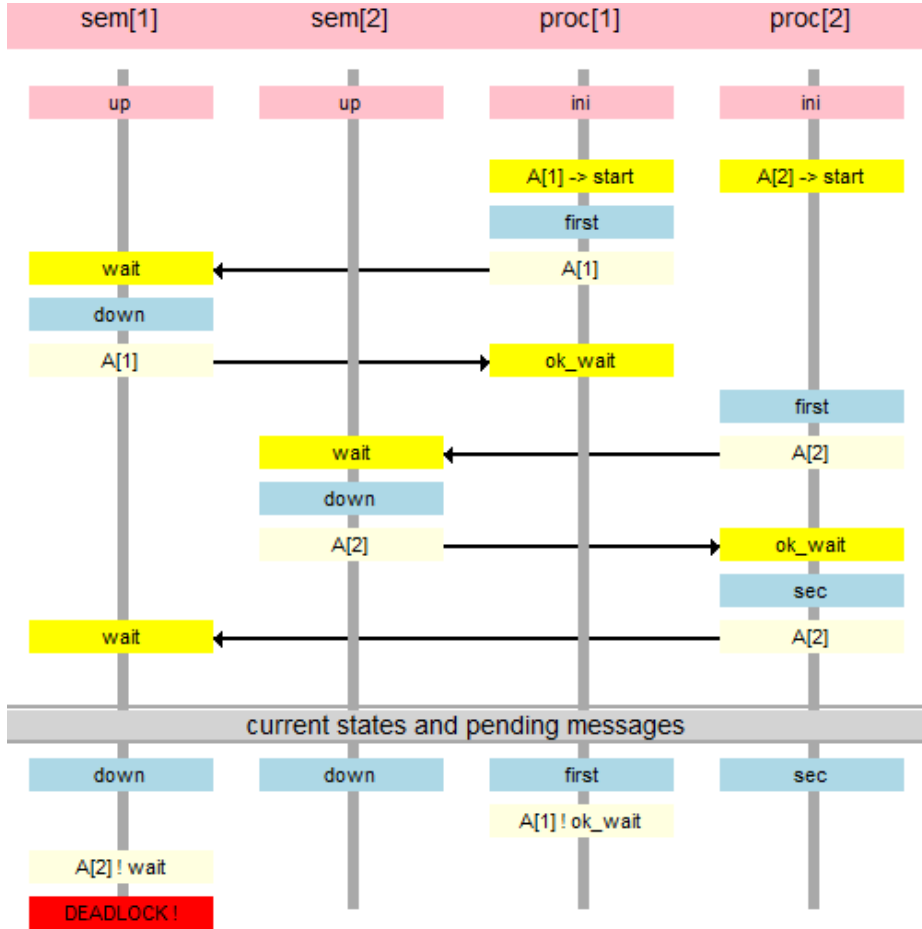 sem[1] sem[2] proc[1] proc[2]
up up ini ini
A[1] -> start A[2] -> start
first
wait A[1]
down
A[1] ok_wait
first
wait A[2]
down
A[2] ok_wait
sec
wait A[2]
current states and pending messages
down down first sec
A[1] ! ok_wait
A[2] ! wait
DEADLOCK !